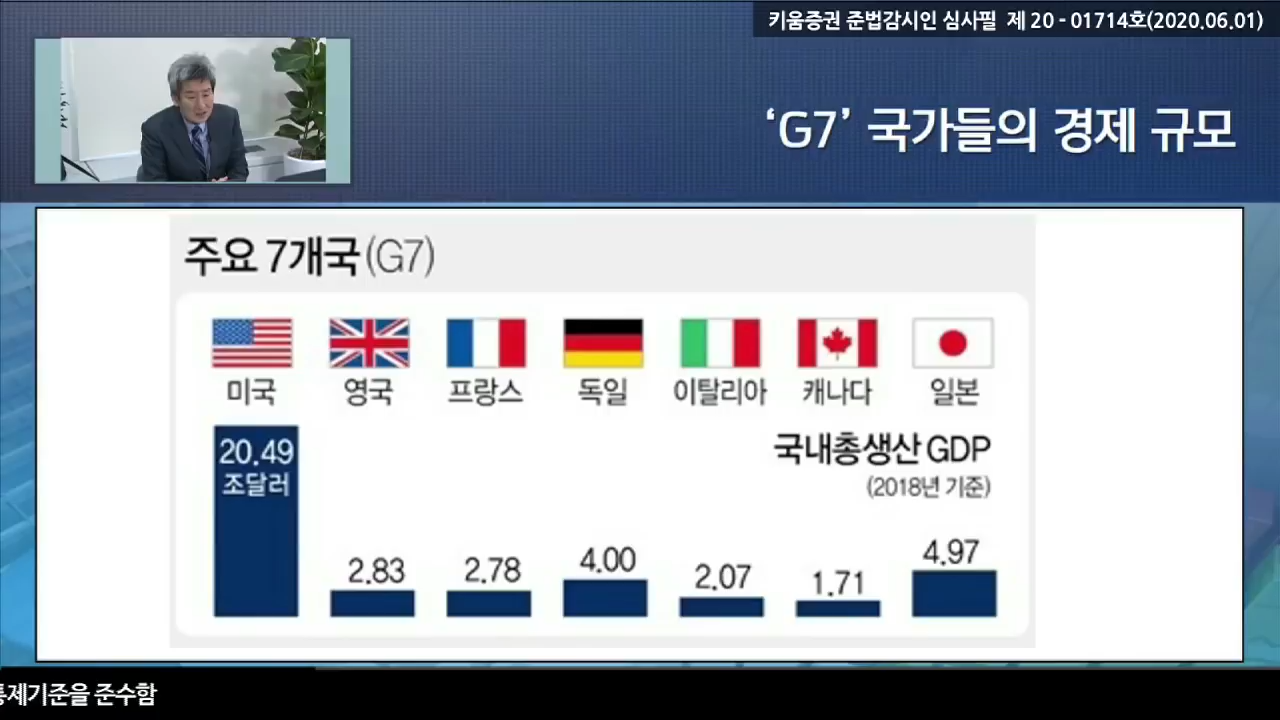 키움증권 준법감시인 심사필 제 20 - 01714호(2020.06.01)
‘G7’ 국가들의 경제 규모
주요 7개국(G7)
미국 영국 프랑스 독일 이탈리아 캐나다 일본
국내총생산 GDP
(2018년 기준)
20.49
조달러
2.83 2.78 4.00 2.07 1.71 4.97
통제기준을 준수함